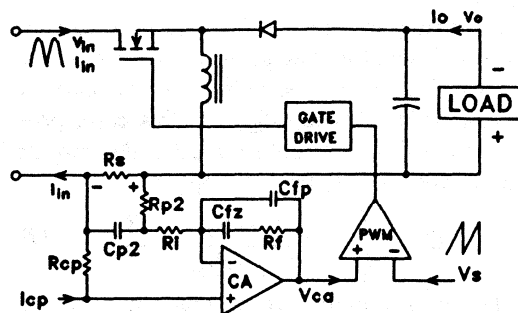 Io Vo
Vin
Iin
-
GATE
DRIVE
LOAD
+
Iin
Rs
- +
Cfp
Rp2
Cfz
Cp2
Ri
Rf
PWM
+ -
Rcp
-
CA
+
Icp
Vca
Vs